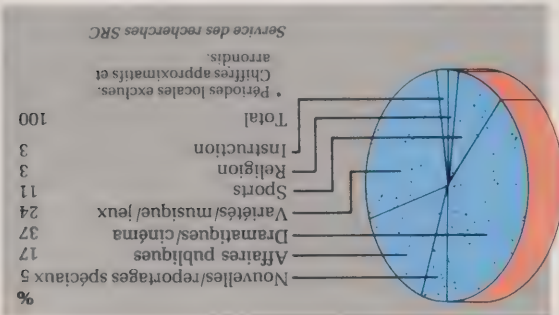 %
Nouvelles/reportages spéciaux 5
Affaires publiques 17
Dramatiques/cinéma 37
Variétés/musique/jeux 24
Sports 11
Religion 3
Instruction 3
Total 100
* Périodes locales exclues.
Chiffres approximatifs et
arrondis.
Service des recherches SRC